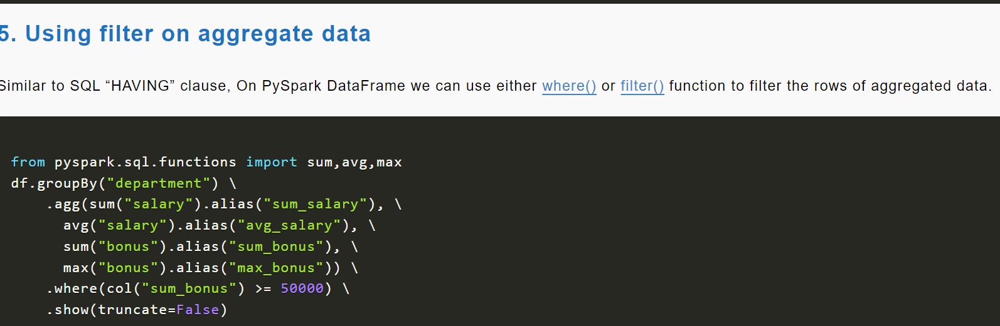 5. Using filter on aggregate data
Similar to SQL “HAVING” clause, On PySpark DataFrame we can use either where() or filter() function to filter the rows of aggregated data.
from pyspark.sql.functions import sum,avg,max
df.groupBy("department") \
    .agg(sum("salary").alias("sum_salary"), \
      avg("salary").alias("avg_salary"), \
      sum("bonus").alias("sum_bonus"), \
      max("bonus").alias("max_bonus")) \
    .where(col("sum_bonus") >= 50000) \
    .show(truncate=False)